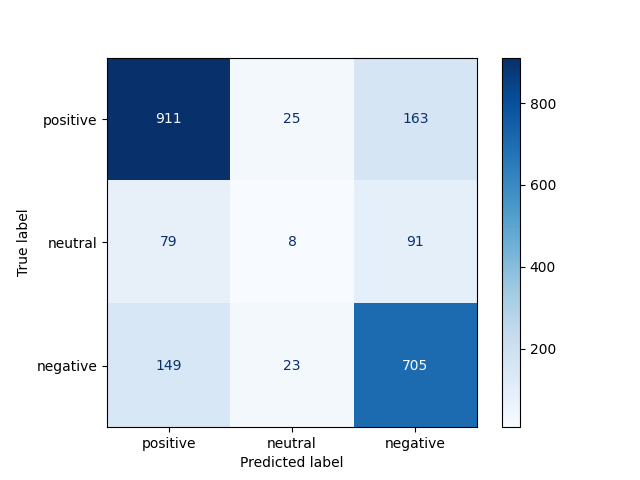 positive 911 25 163
neutral 79 8 91
negative 149 23 705
positive neutral negative
Predicted label
True label
800
600
400
200